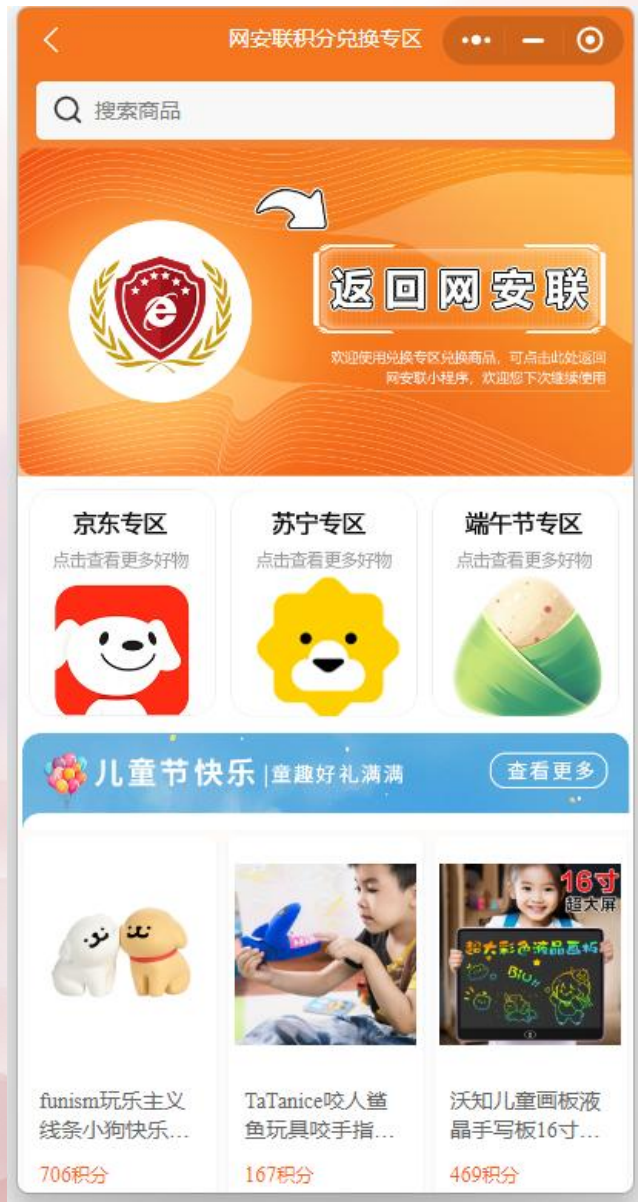 网安联积分兑换专区
搜索商品
返回网安联
欢迎使用兑换专区兑换商品，可点击此处返回
网安联小程序，欢迎您下次继续使用
京东专区
苏宁专区
端午节专区
点击查看更多好物
点击查看更多好物
点击查看更多好物
儿童节快乐|童趣好礼满满
查看更多
16寸
超大屏
超大彩色液晶画板
BiU
funism玩乐主义
线条小狗快乐...
706积分
TaTanice咬人鲨
鱼玩具咬手指...
167积分
沃知儿童画板液
晶手写板16寸...
469积分